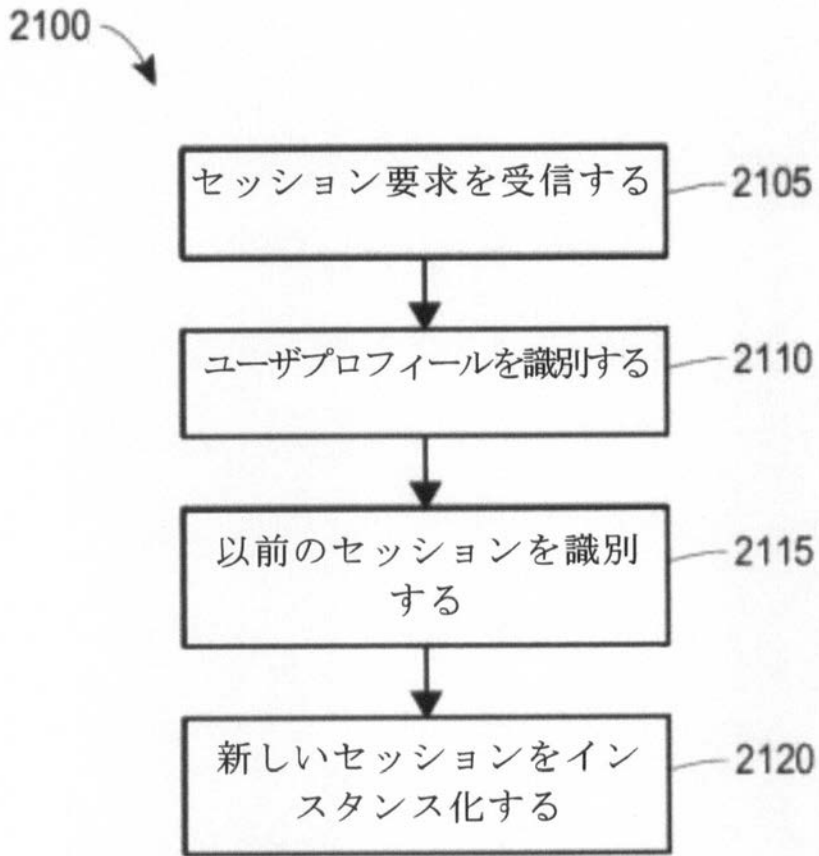 2100
セッション要求を受信する
2105
ユーザプロフィールを識別する
2110
以前のセッションを識別
する
2115
新しいセッションをイン
スタンス化する
2120